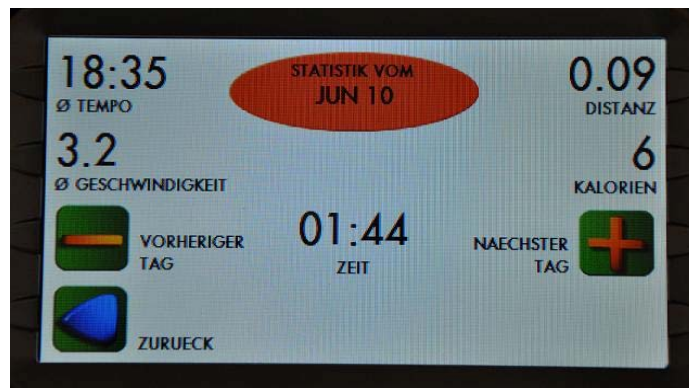 18:35
Ø TEMPO
STATISTIK VOM
JUN 10
0.09
DISTANZ
3.2
Ø GESCHWINDIGKEIT
6
KALORIEN
VORHERIGER
TAG
01:44
ZEIT
NAECHSTER
TAG
ZURUECK